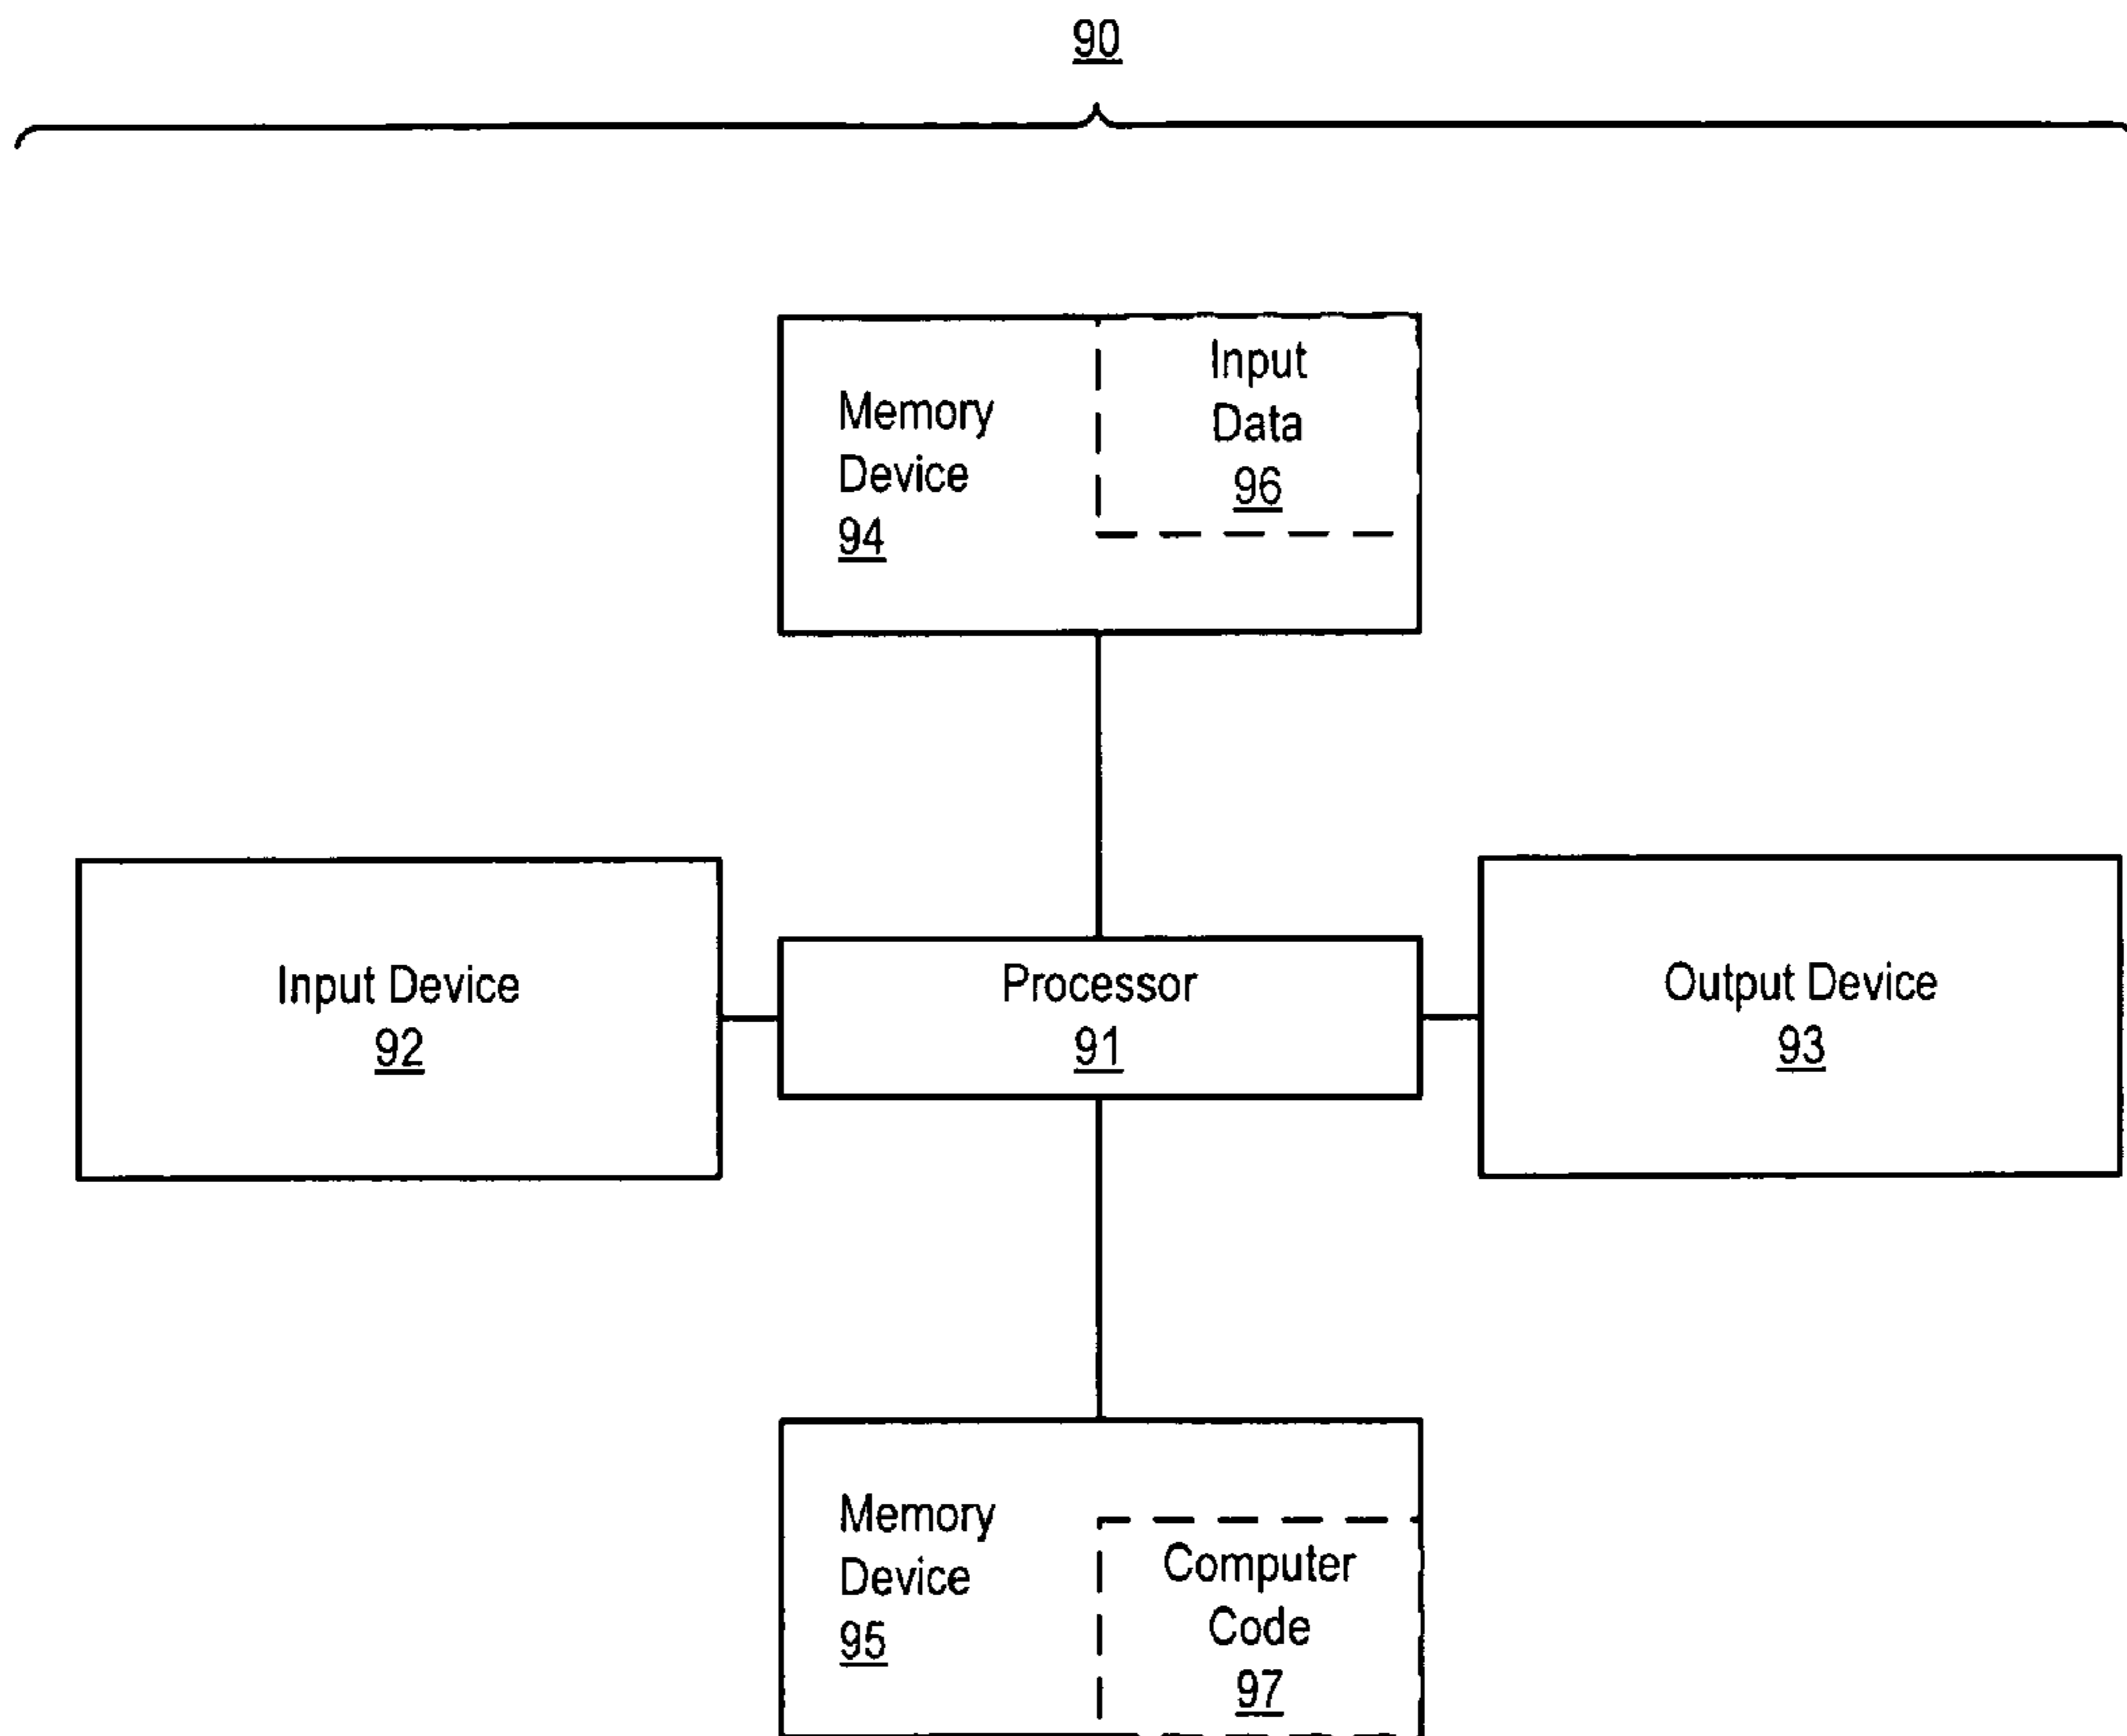 90
Memory
Device
94
Input
Data
96
Input Device
92
Processor
91
Output Device
93
Memory
Device
95
Computer
Code
97